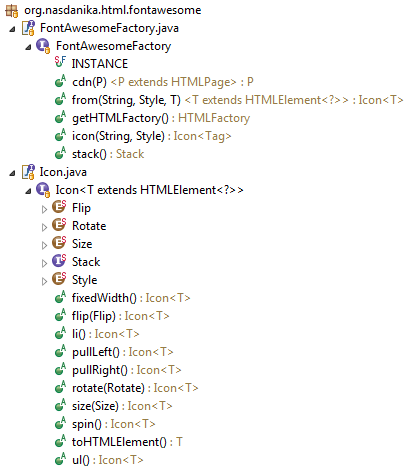 org.nasdanika.html.fontawesome
FontAwesomeFactory.java
FontAwesomeFactory
INSTANCE
cdn(P) <P extends HTMLPage> : P
from(String, Style, T) <T extends HTMLElement<?>> : Icon<T>
getHTMLFactory() : HTMLFactory
icon(String, Style) : Icon<Tag>
stack() : Stack
Icon.java
Icon<T extends HTMLElement<?>>
Flip
Rotate
Size
Stack
Style
fixedWidth() : Icon<T>
flip(Flip) : Icon<T>
li() : Icon<T>
pullLeft() : Icon<T>
pullRight() : Icon<T>
rotate(Rotate) : Icon<T>
size(Size) : Icon<T>
spin() : Icon<T>
toHTMLElement() : T
ul() : Icon<T>